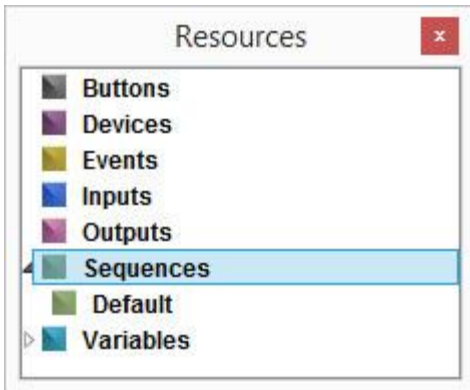 Resources
x
Buttons
Devices
Events
Inputs
Outputs
Sequences
Default
Variables